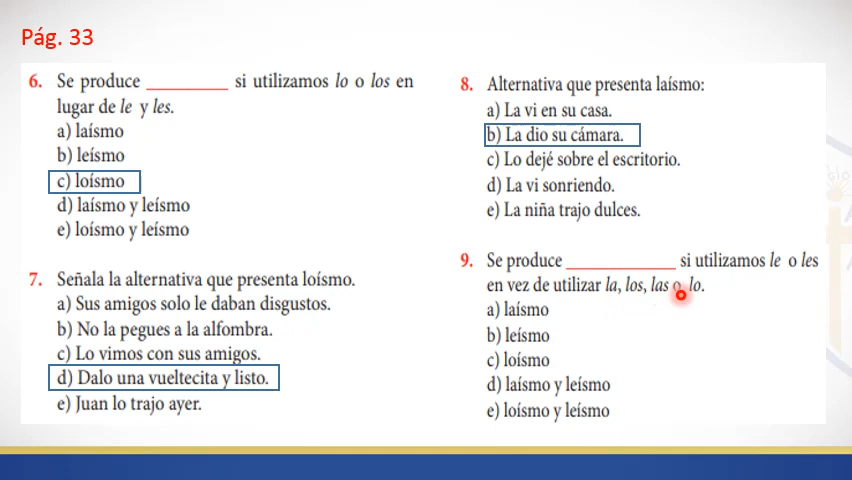 Pág. 33
6. Se produce _________ si utilizamos lo o los en
lugar de le y les.
a) laísmo
b) leísmo
c) loísmo
d) laísmo y leísmo
e) loísmo y leísmo
7. Señala la alternativa que presenta loísmo.
a) Sus amigos solo le daban disgustos.
b) No la pegues a la alfombra.
c) Lo vimos con sus amigos.
d) Dalo una vueltecita y listo.
e) Juan lo trajo ayer.
8. Alternativa que presenta laísmo:
a) La vi en su casa.
b) La dio su cámara.
c) Lo dejé sobre el escritorio.
d) La vi sonriendo.
e) La niña trajo dulces.
9. Se produce ____________ si utilizamos le o les
en vez de utilizar la, los, las o lo.
a) laísmo
b) leísmo
c) loísmo
d) laísmo y leísmo
e) loísmo y leísmo